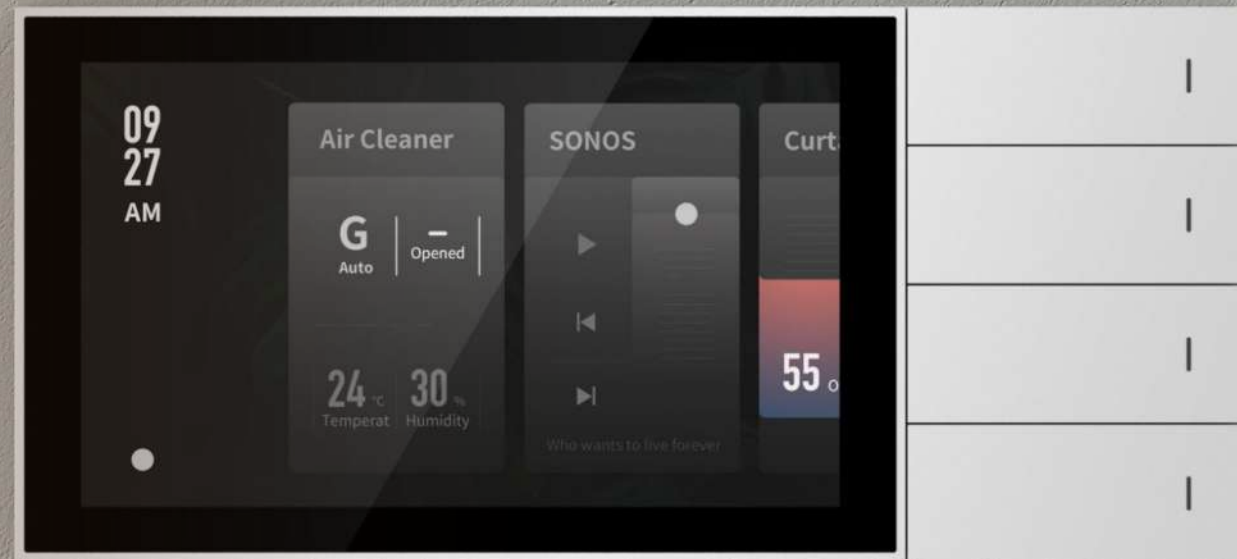 09
27
AM
Air Cleaner
G
Auto
–
Opened
24 °C
Temperat
30 %
Humidity
SONOS
Who wants to live forever
Curt
55 O